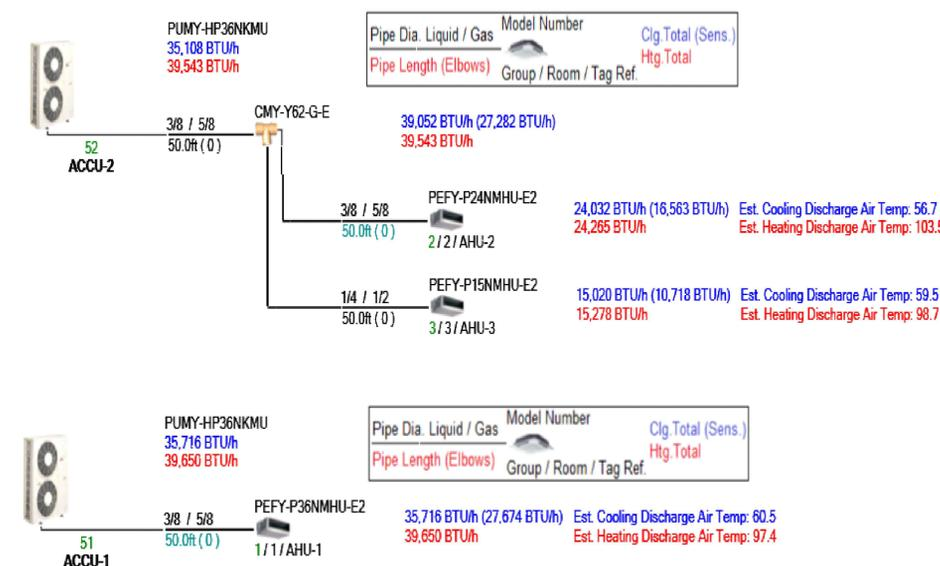 PUMY-HP36NKMU
35,108 BTU/h
39,543 BTU/h
Pipe Dia. Liquid / Gas
Model Number
Clg.Total (Sens.)
Pipe Length (Elbows)
Htg.Total
Group / Room / Tag Ref.
52
ACCU-2
3/8 / 5/8
50.0ft ( 0 )
CMY-Y62-G-E
39,052 BTU/h (27,282 BTU/h)
39,543 BTU/h
3/8 / 5/8
50.0ft ( 0 )
PEFY-P24NMHU-E2
2 / 2 / AHU-2
24,032 BTU/h (16,563 BTU/h) Est. Cooling Discharge Air Temp: 56.7
24,265 BTU/h Est. Heating Discharge Air Temp: 103.5
1/4 / 1/2
50.0ft ( 0 )
PEFY-P15NMHU-E2
3 / 3 / AHU-3
15,020 BTU/h (10,718 BTU/h) Est. Cooling Discharge Air Temp: 59.5
15,278 BTU/h Est. Heating Discharge Air Temp: 98.7
PUMY-HP36NKMU
35,716 BTU/h
39,650 BTU/h
Pipe Dia. Liquid / Gas
Model Number
Clg.Total (Sens.)
Pipe Length (Elbows)
Htg.Total
Group / Room / Tag Ref.
51
ACCU-1
3/8 / 5/8
50.0ft ( 0 )
PEFY-P36NMHU-E2
1 / 1 / AHU-1
35,716 BTU/h (27,674 BTU/h) Est. Cooling Discharge Air Temp: 60.5
39,650 BTU/h Est. Heating Discharge Air Temp: 97.4